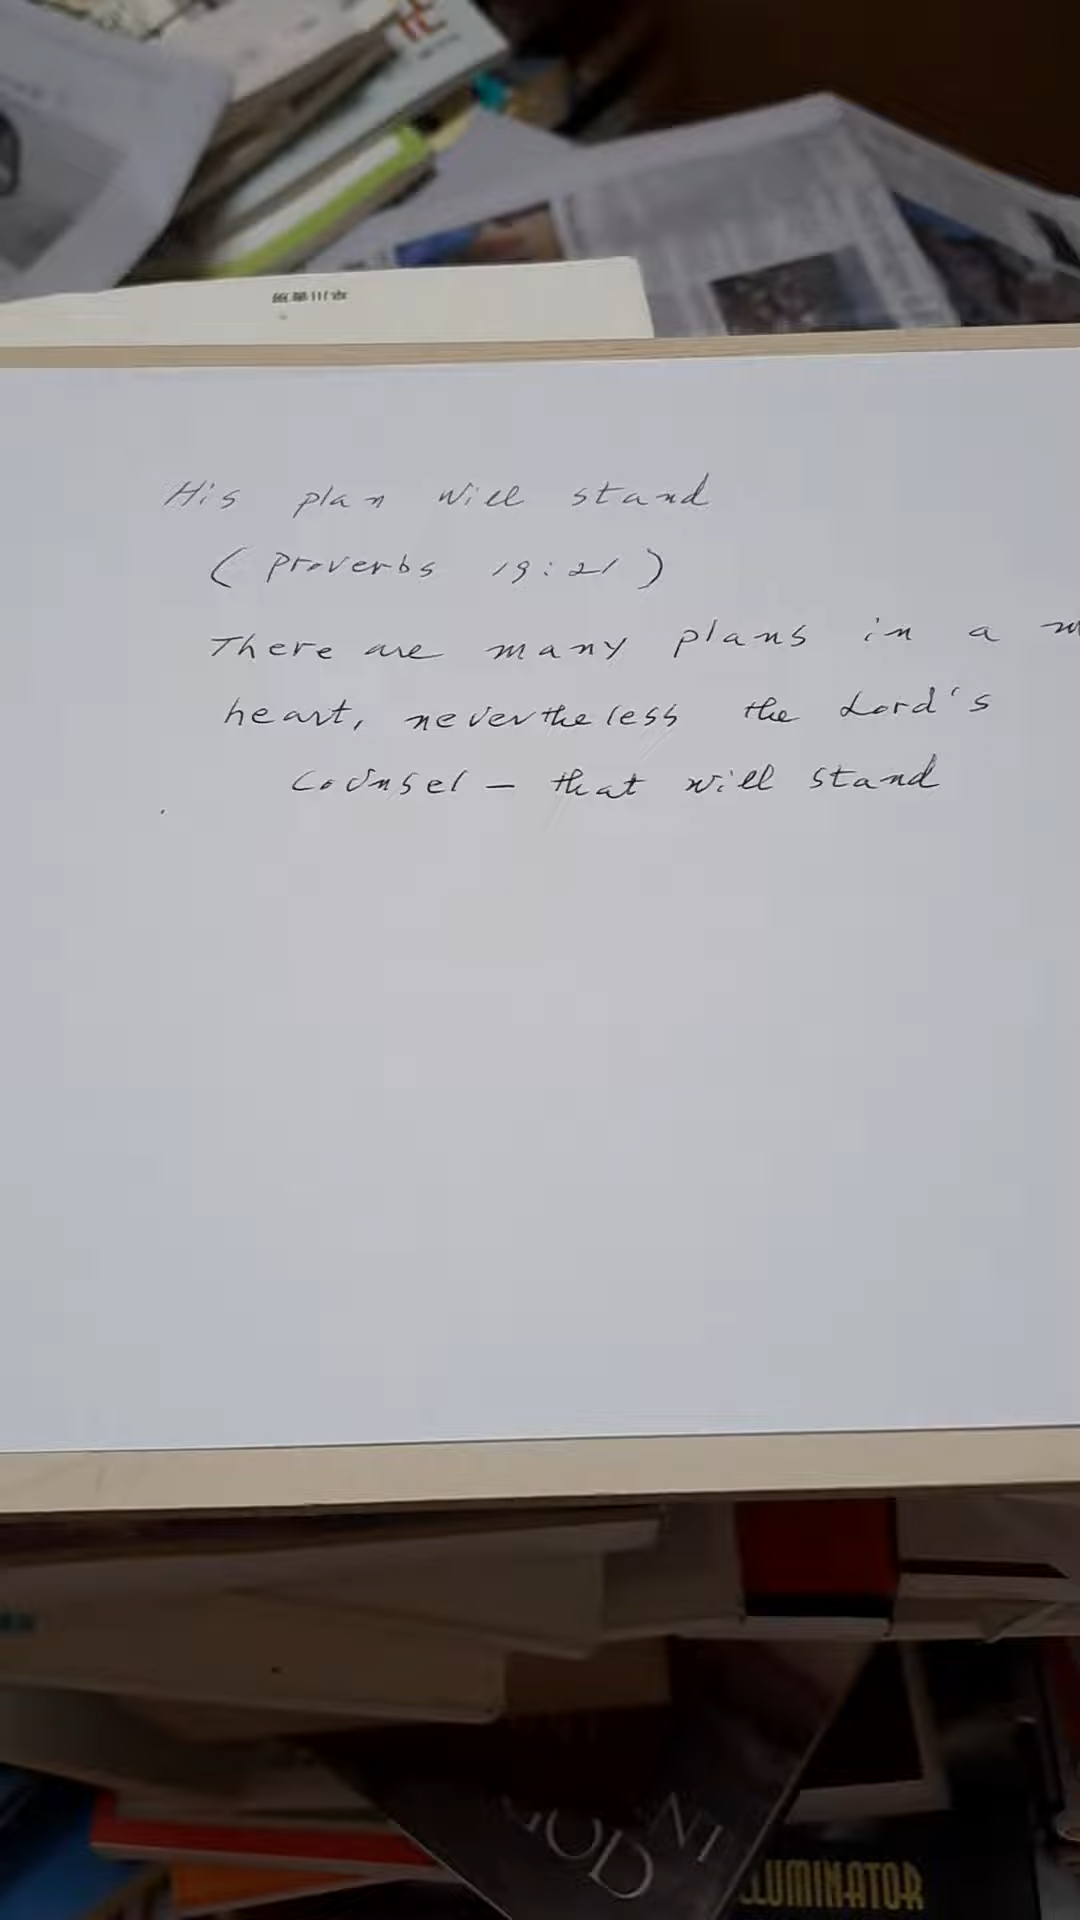 His plan will stand
(Proverbs 19:21)
There are many plans in a
heart, nevertheless the Lord's
Counsel — that will stand
GOD